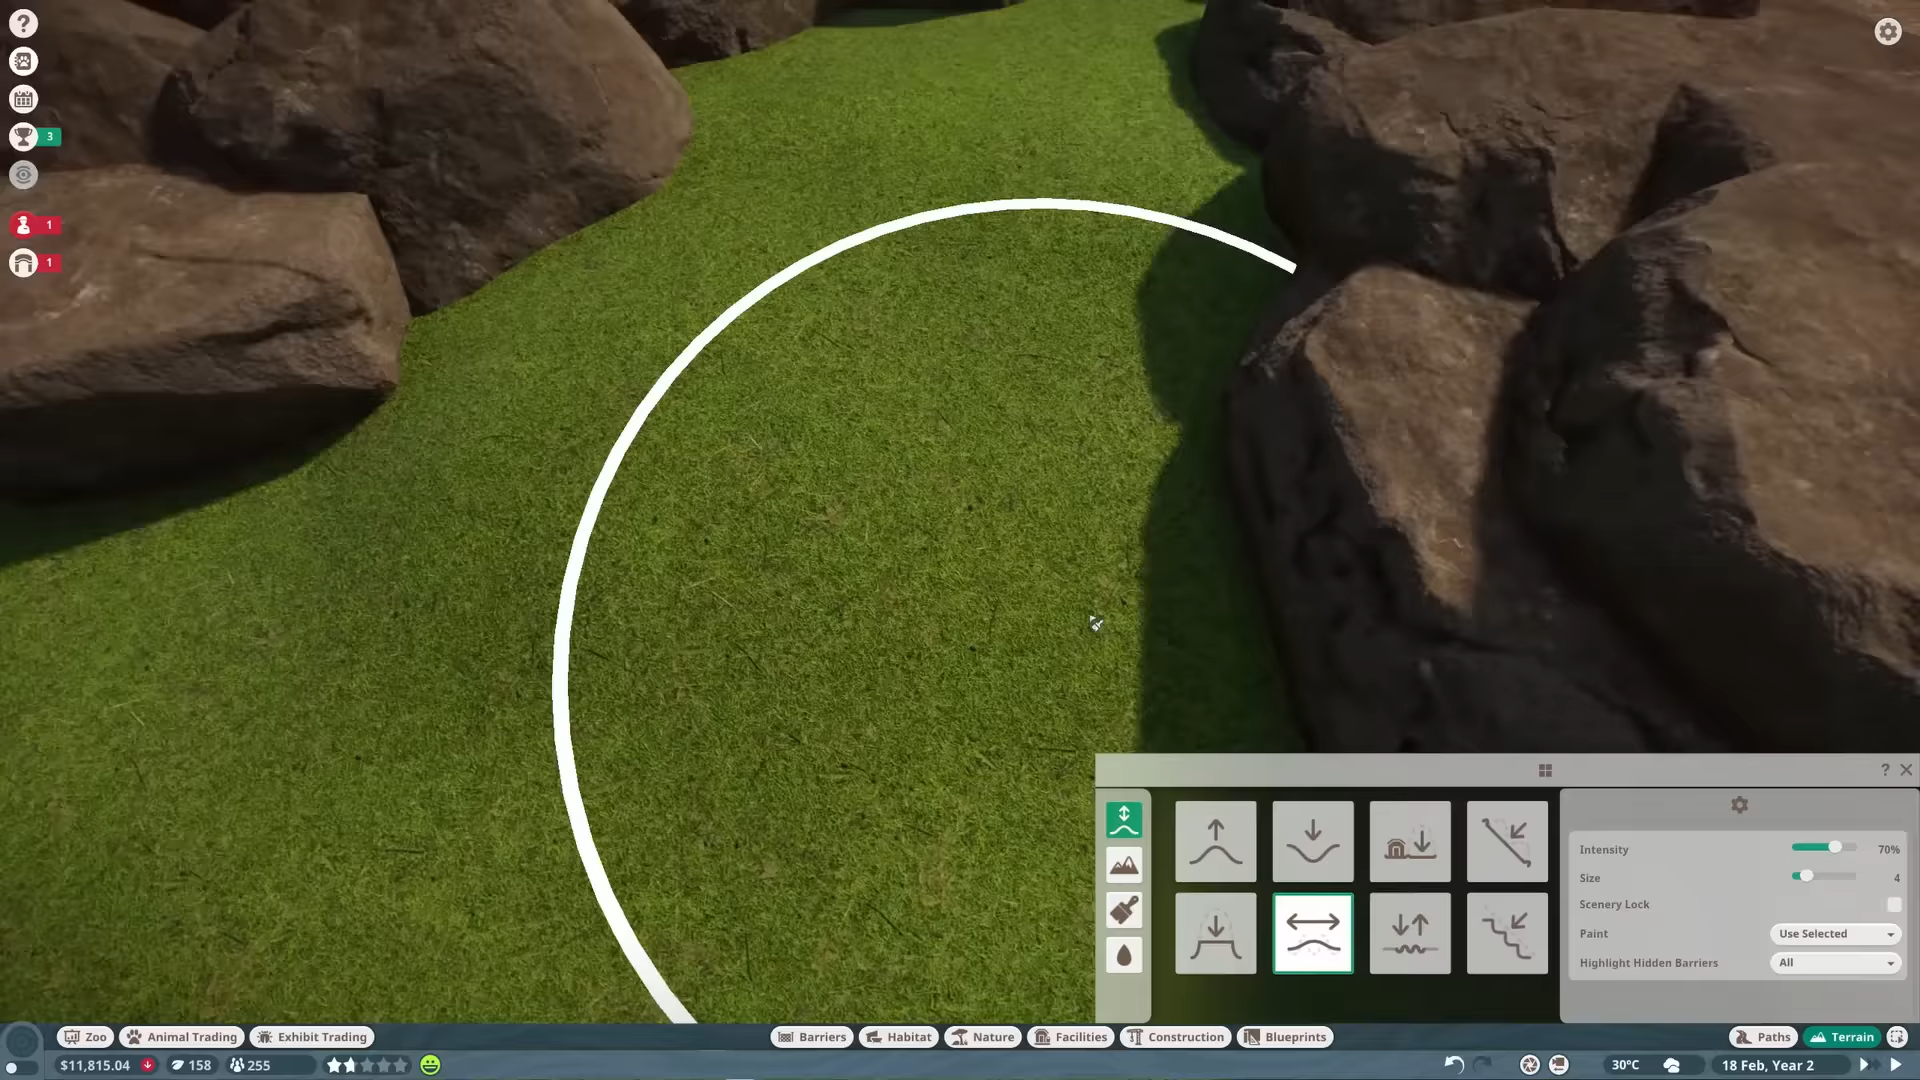 ?
3
1
1
?
Intensity 70%
Size 4
Scenery Lock
Paint Use Selected
Highlight Hidden Barriers All
Zoo Animal Trading Exhibit Trading Barriers Habitat Nature Facilities Construction Blueprints Paths Terrain
$11,815.04 158 255 30°C 18 Feb, Year 2